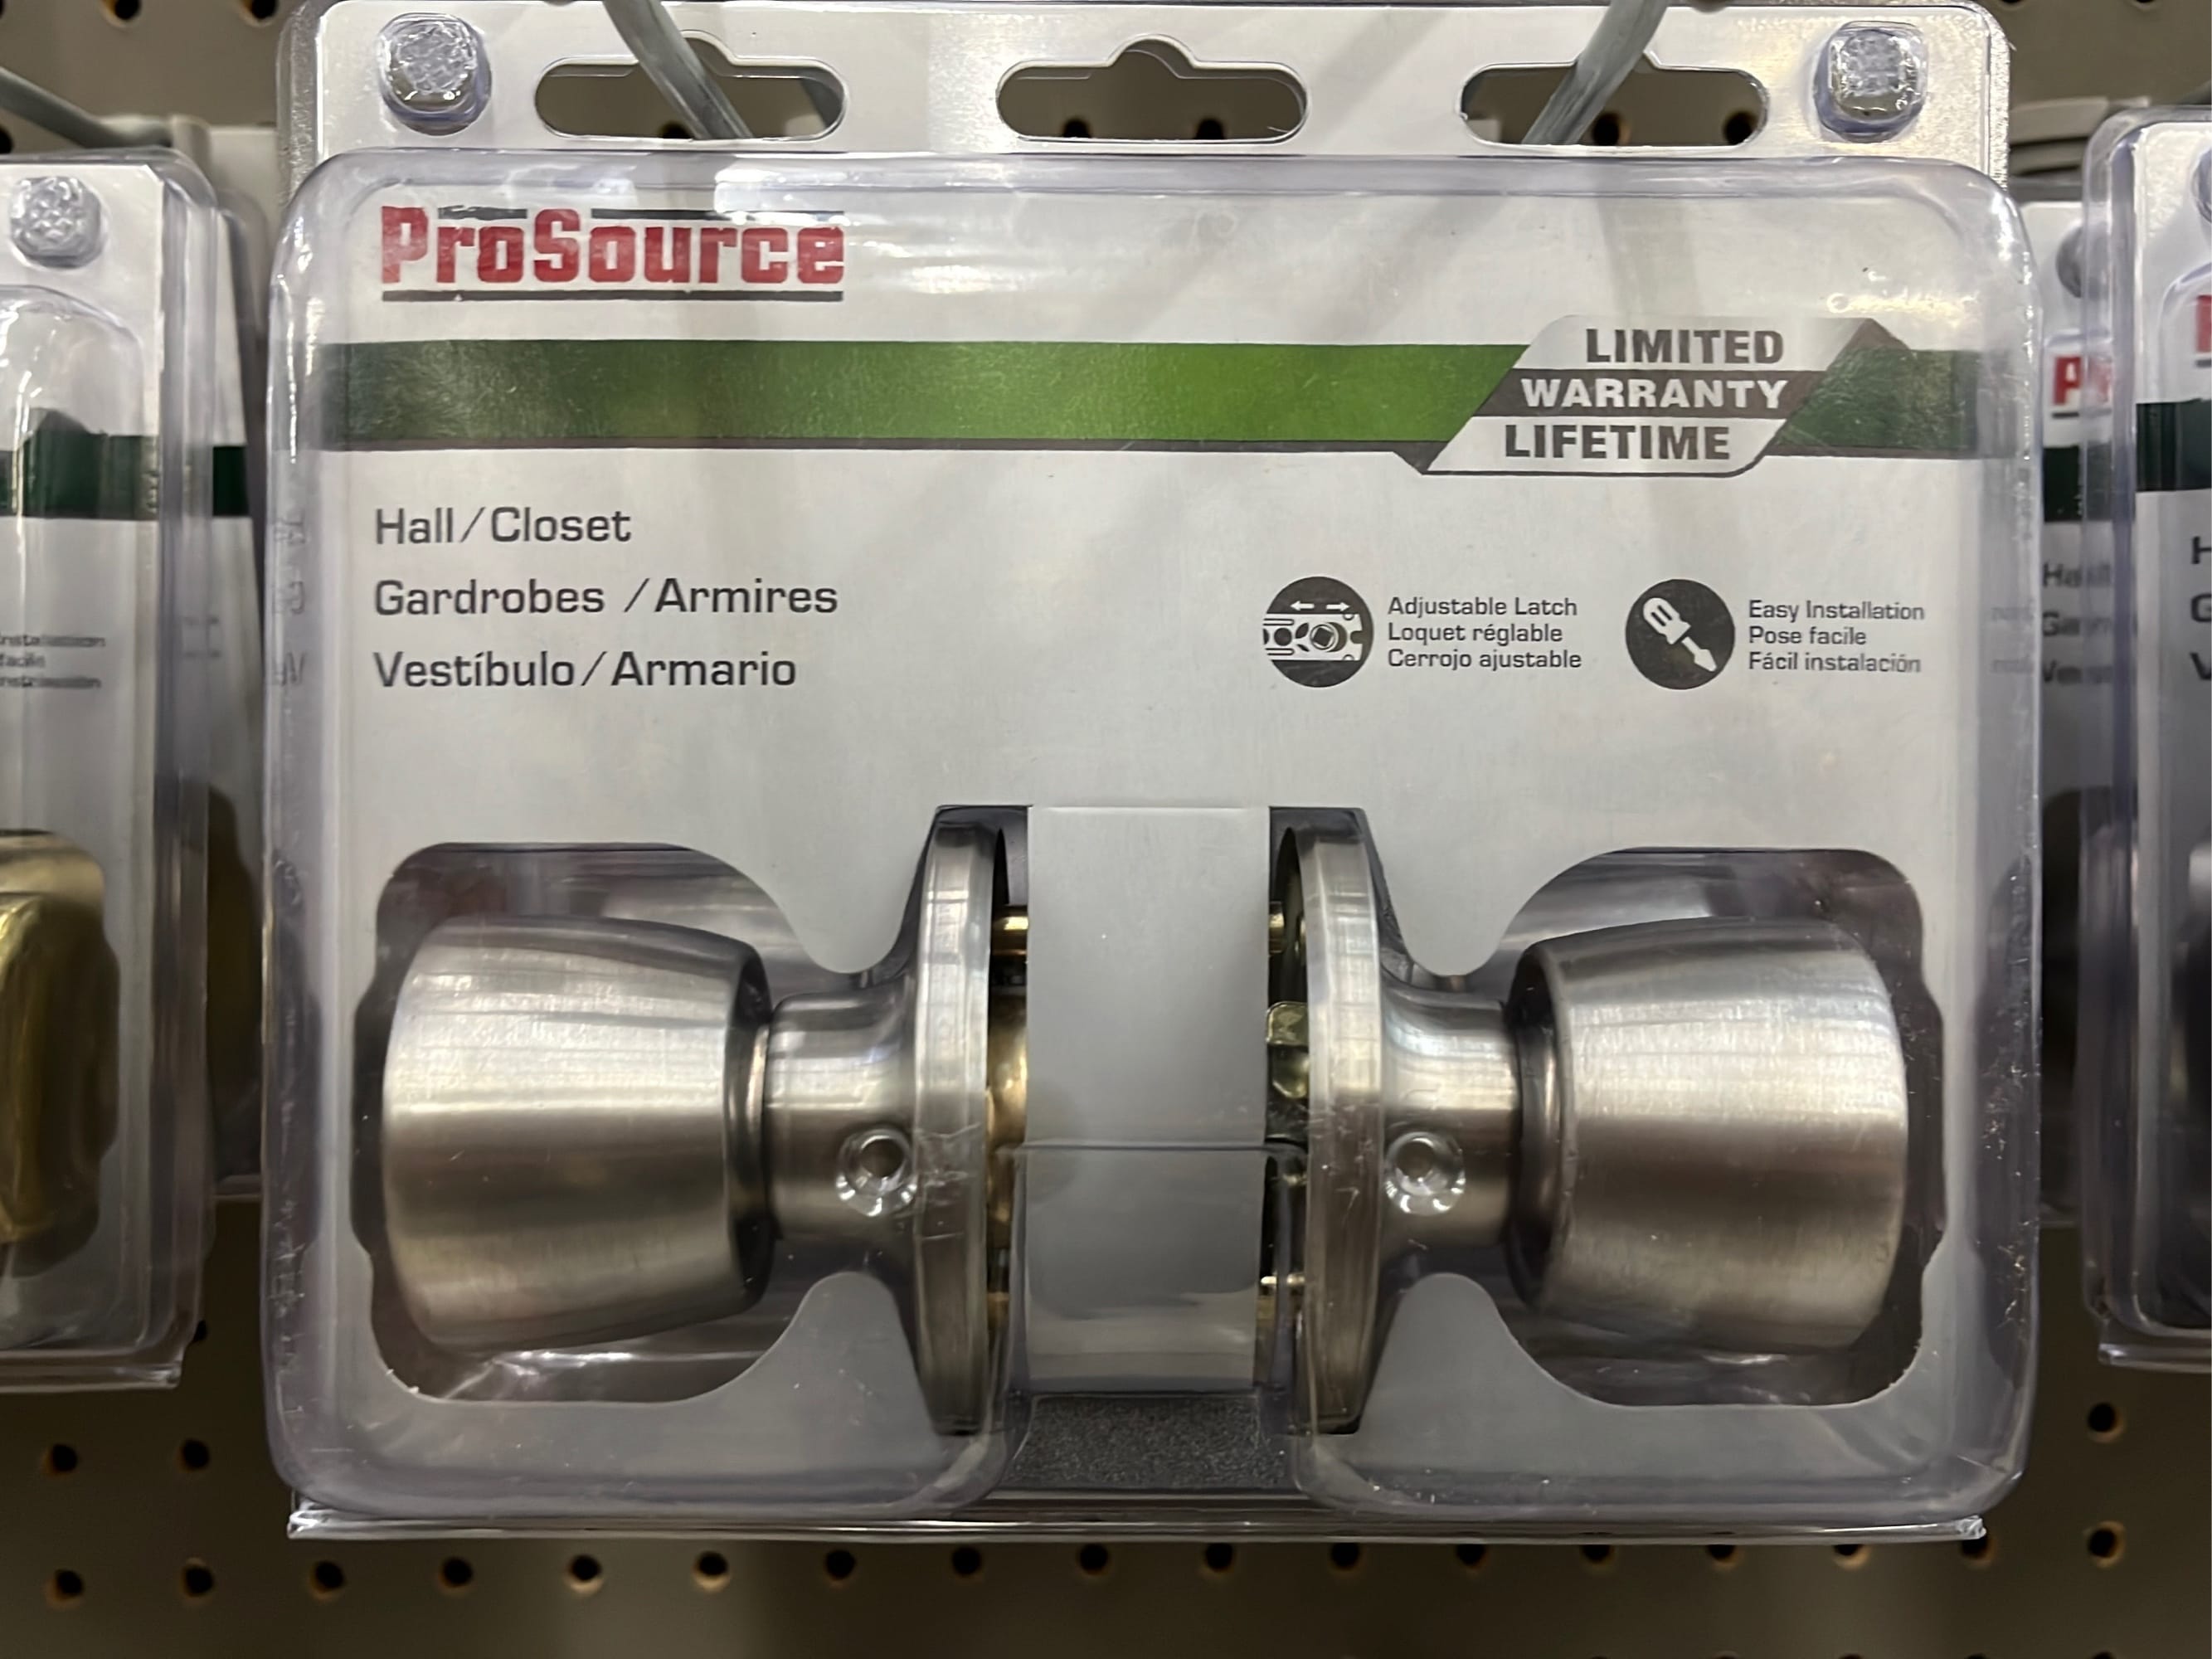 ProSource
LIMITED
WARRANTY
LIFETIME
Hall/Closet
Gardrobes /Armires
Vestíbulo/Armario
Adjustable Latch
Loquet réglable
Cerrojo ajustable
Easy Installation
Pose facile
Fácil instalación